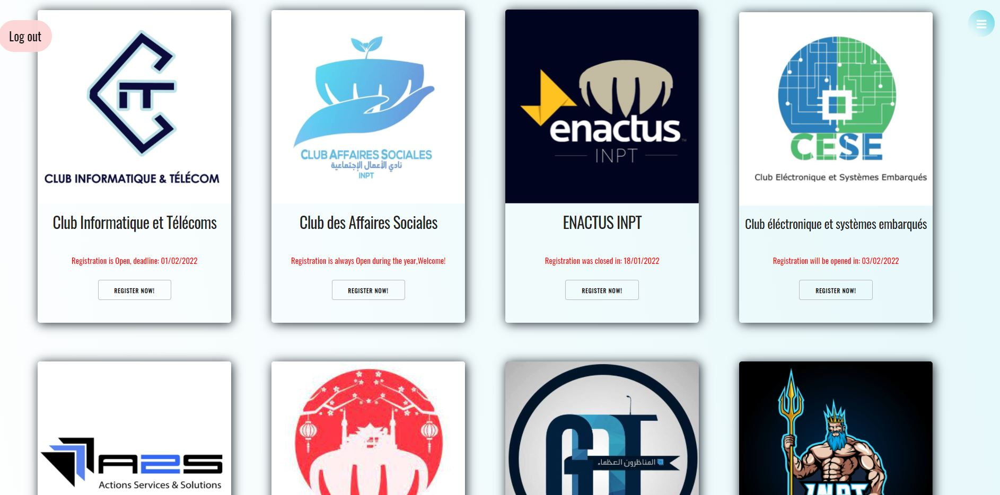 Log out
CIT
CLUB INFORMATIQUE & TÉLÉCOM
Club Informatique et Télécoms
Registration is Open, deadline: 01/02/2022
REGISTER NOW!
CLUB AFFAIRES SOCIALES
نادي الأعمال الإجتماعية
INPT
Club des Affaires Sociales
Registration is always Open during the year,Welcome!
REGISTER NOW!
enactus
TM
INPT
ENACTUS INPT
Registration was closed in: 18/01/2022
REGISTER NOW!
CESE
Club Eléctronique et Systèmes Embarqués
Club éléctronique et systèmes embarqués
Registration will be opened in: 03/02/2022
REGISTER NOW!
A2S
Actions Services & Solutions
GDT
المناظرون العظماء
INPT